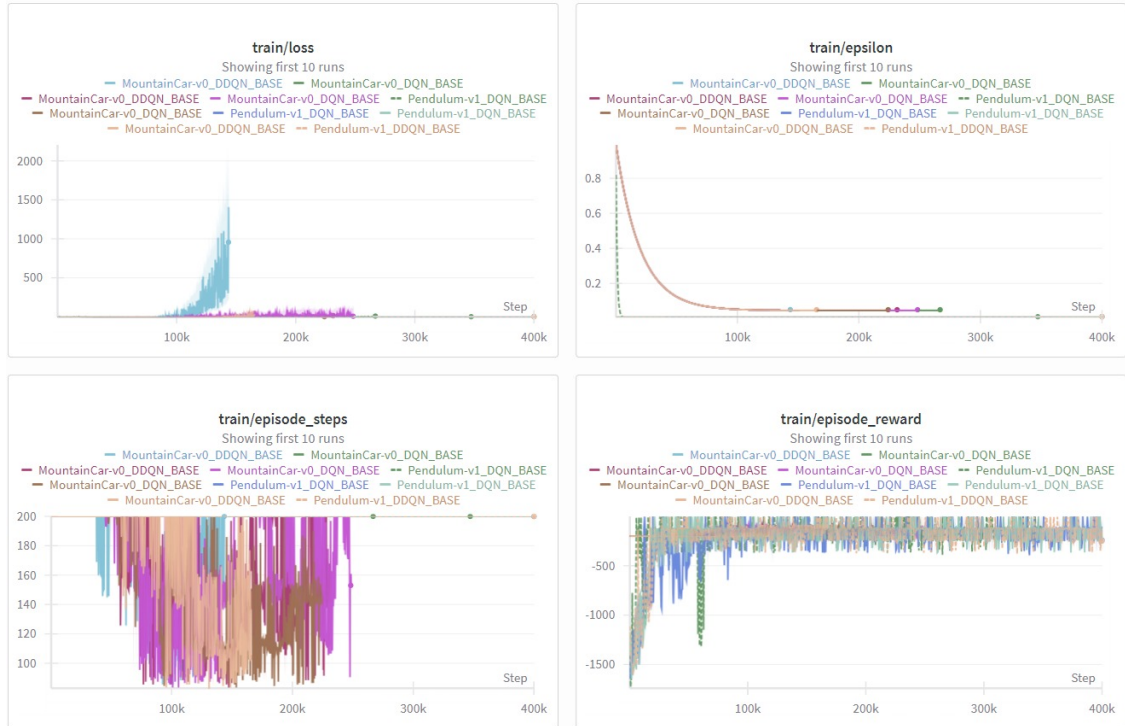 train/loss
Showing first 10 runs
MountainCar-v0_DDQN_BASE MountainCar-v0_DQN_BASE
MountainCar-v0_DDQN_BASE MountainCar-v0_DQN_BASE Pendulum-v1_DQN_BASE
MountainCar-v0_DQN_BASE Pendulum-v1_DQN_BASE Pendulum-v1_DDQN_BASE
MountainCar-v0_DDQN_BASE Pendulum-v1_DDQN_BASE
2000
1500
1000
500
Step
100k 200k 300k 400k
train/epsilon
Showing first 10 runs
MountainCar-v0_DDQN_BASE MountainCar-v0_DQN_BASE
MountainCar-v0_DDQN_BASE MountainCar-v0_DQN_BASE Pendulum-v1_DQN_BASE
MountainCar-v0_DQN_BASE Pendulum-v1_DQN_BASE Pendulum-v1_DDQN_BASE
MountainCar-v0_DDQN_BASE Pendulum-v1_DDQN_BASE
0.8
0.6
0.4
0.2
Step
100k 200k 300k 400k
train/episode_steps
Showing first 10 runs
MountainCar-v0_DDQN_BASE MountainCar-v0_DQN_BASE
MountainCar-v0_DDQN_BASE MountainCar-v0_DQN_BASE Pendulum-v1_DQN_BASE
MountainCar-v0_DQN_BASE Pendulum-v1_DQN_BASE Pendulum-v1_DDQN_BASE
MountainCar-v0_DDQN_BASE Pendulum-v1_DDQN_BASE
200
180
160
140
120
100
Step
100k 200k 300k 400k
train/episode_reward
Showing first 10 runs
MountainCar-v0_DDQN_BASE MountainCar-v0_DQN_BASE
MountainCar-v0_DDQN_BASE MountainCar-v0_DQN_BASE Pendulum-v1_DQN_BASE
MountainCar-v0_DQN_BASE Pendulum-v1_DQN_BASE Pendulum-v1_DDQN_BASE
MountainCar-v0_DDQN_BASE Pendulum-v1_DDQN_BASE
-500
-1000
-1500
Step
100k 200k 300k 400k